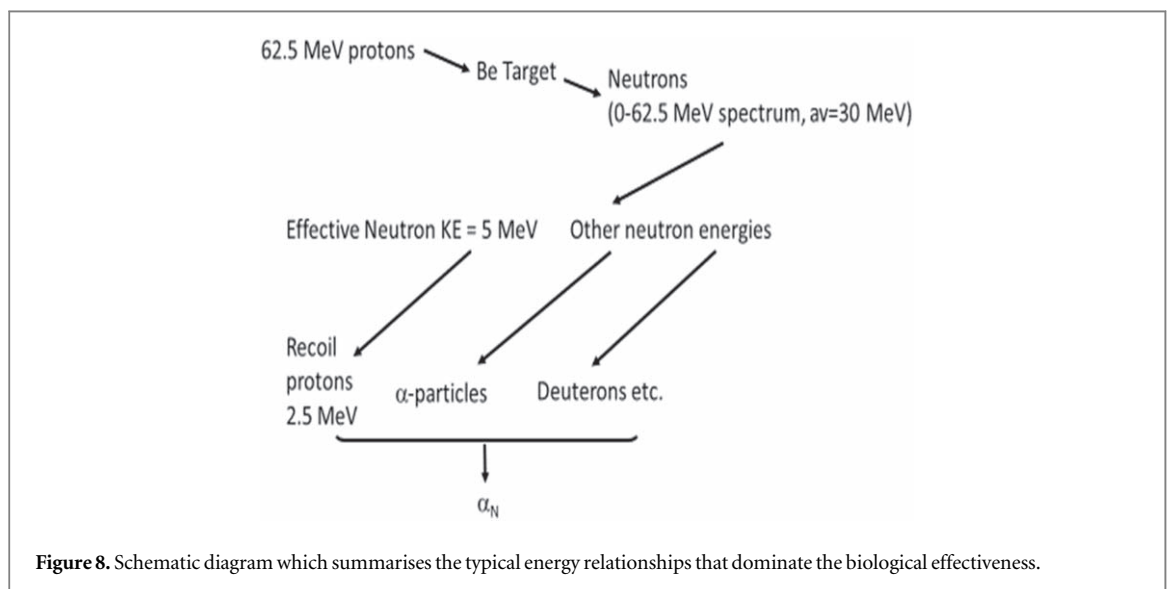 62.5 MeV protons
Be Target
Neutrons
(0-62.5 MeV spectrum, av=30 MeV)
Effective Neutron KE = 5 MeV
Other neutron energies
Recoil
protons
2.5 MeV
α-particles
Deuterons etc.
αN
Figure 8. Schematic diagram which summarises the typical energy relationships that dominate the biological effectiveness.